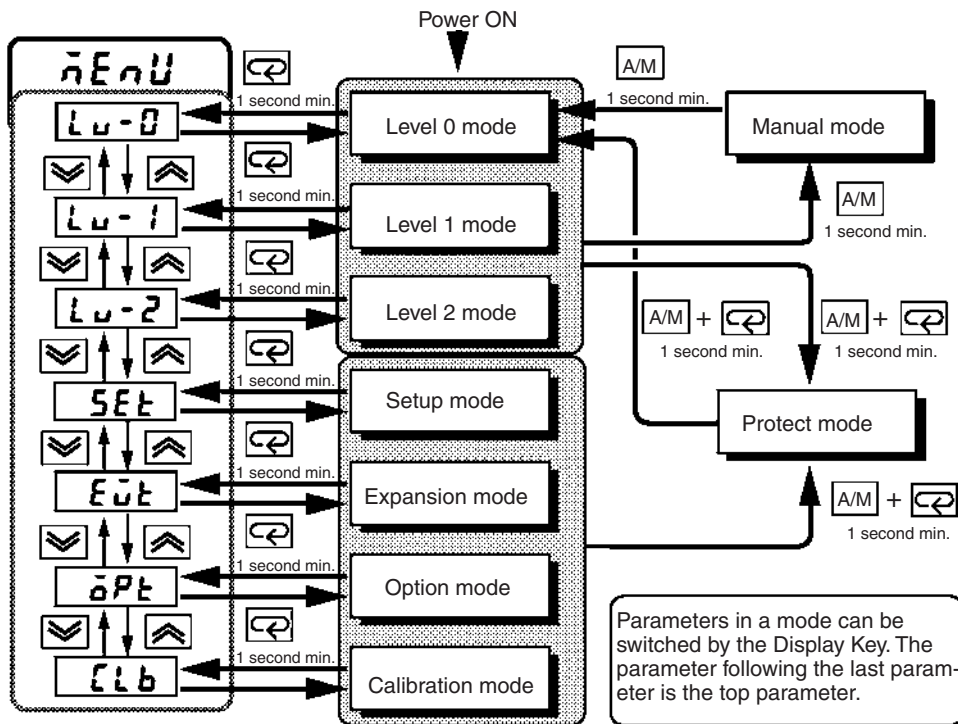 Power ON
mEnU
A/M
1 second min.
1 second min.
Lv-0
Level 0 mode
Manual mode
1 second min.
Lv-1
Level 1 mode
A/M
1 second min.
1 second min.
Lv-2
Level 2 mode
A/M +
A/M +
1 second min.
1 second min.
1 second min.
SEt
Setup mode
Protect mode
1 second min.
EXt
Expansion mode
A/M +
1 second min.
1 second min.
oPt
Option mode
1 second min.
CLb
Calibration mode
Parameters in a mode can be
switched by the Display Key. The
parameter following the last param-
eter is the top parameter.